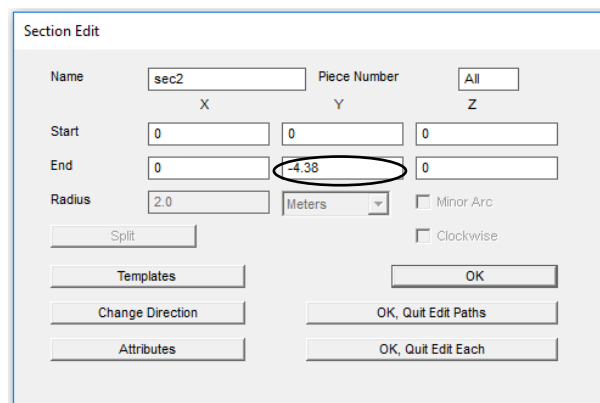 Section Edit
Name sec2 Piece Number All
X Y Z
Start 0 0 0
End 0 -4.38 0
Radius 2.0 Meters Minor Arc
Split Clockwise
Templates OK
Change Direction OK, Quit Edit Paths
Attributes OK, Quit Edit Each